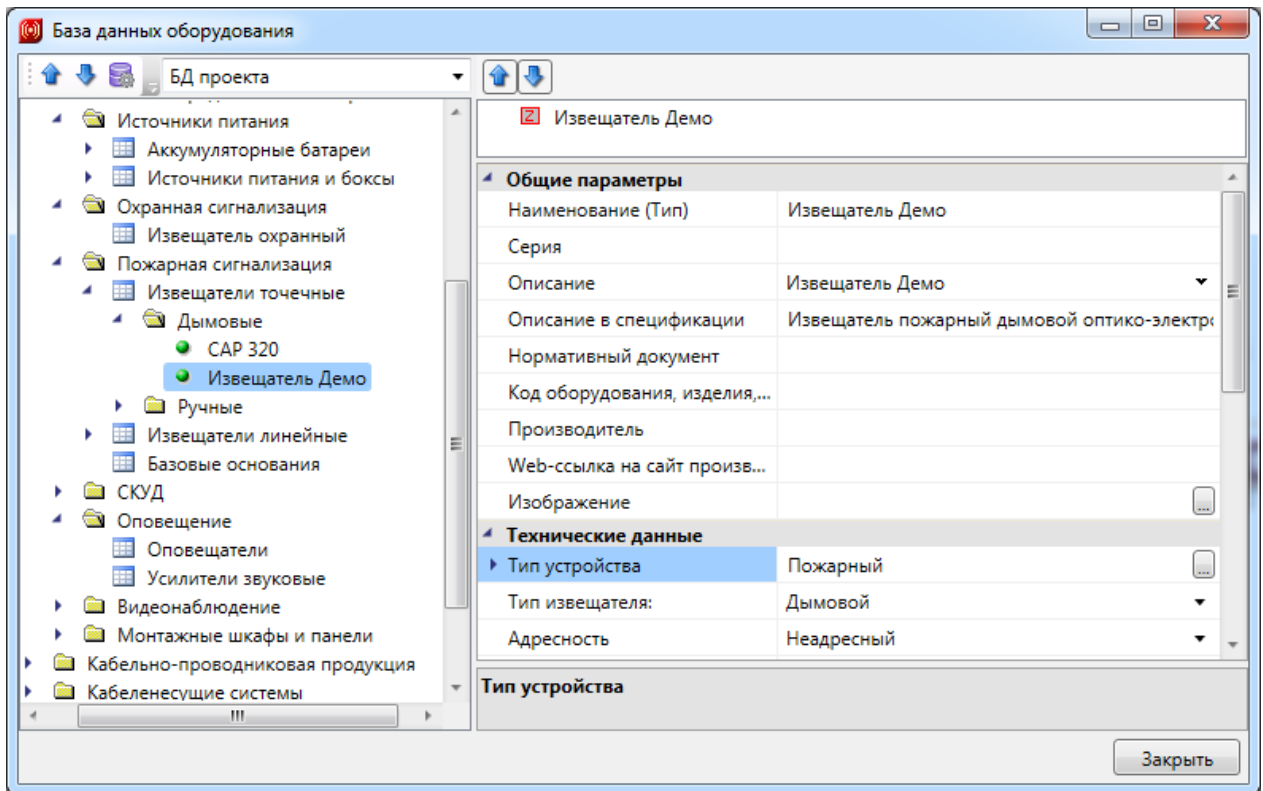 База данных оборудования
БД проекта
Источники питания
Аккумуляторные батареи
Источники питания и боксы
Охранная сигнализация
Извещатель охранный
Пожарная сигнализация
Извещатели точечные
Дымовые
САР 320
Извещатель Демо
Ручные
Извещатели линейные
Базовые основания
СКУД
Оповещение
Оповещатели
Усилители звуковые
Видеонаблюдение
Монтажные шкафы и панели
Кабельно-проводниковая продукция
Кабеленесущие системы
Z Извещатель Демо
Общие параметры
Наименование (Тип) Извещатель Демо
Серия
Описание Извещатель Демо
Описание в спецификации Извещатель пожарный дымовой оптико-электро
Нормативный документ
Код оборудования, изделия,...
Производитель
Web-ссылка на сайт произв...
Изображение ...
Технические данные
Тип устройства Пожарный ...
Тип извещателя: Дымовой
Адресность Неадресный
Тип устройства
Закрыть